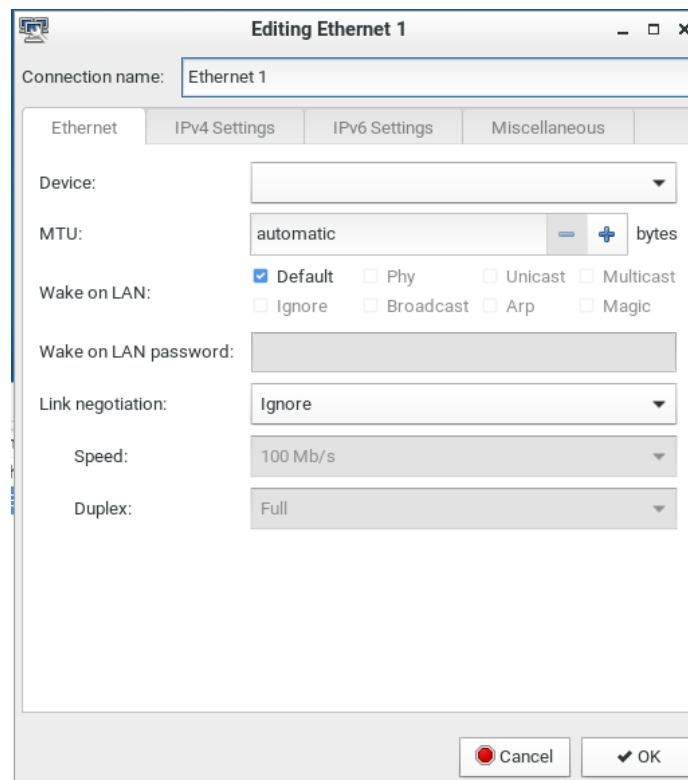 Editing Ethernet 1
Connection name: Ethernet 1
Ethernet IPv4 Settings IPv6 Settings Miscellaneous
Device:
MTU: automatic bytes
Default Phy Unicast Multicast
Wake on LAN:
Ignore Broadcast Arp Magic
Wake on LAN password:
Link negotiation: Ignore
Speed: 100 Mb/s
Duplex: Full
Cancel OK